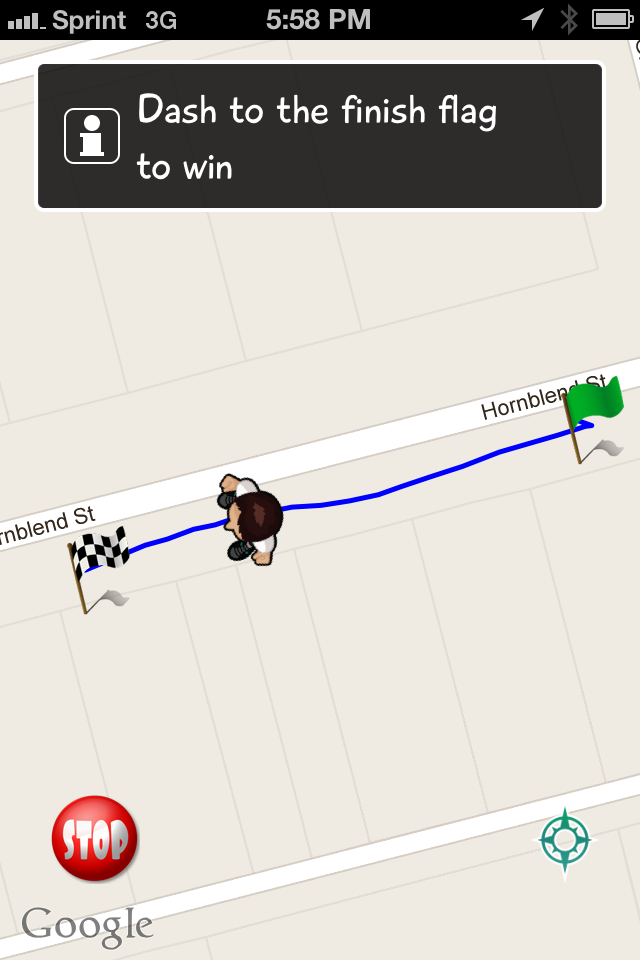 Sprint 3G 5:58 PM
Dash to the finish flag
to win
Hornblend St
rnblend St
STOP
Google